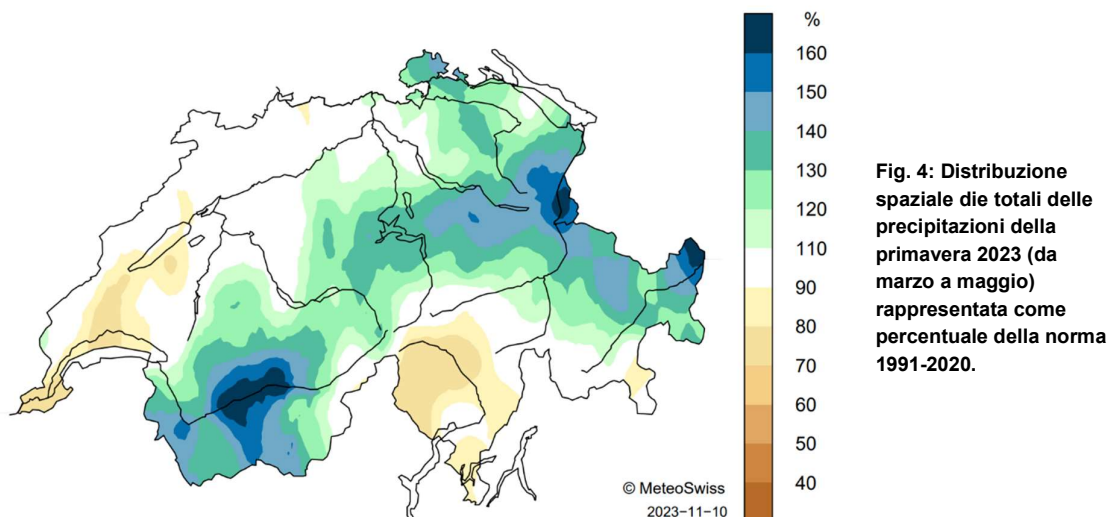 %
160
150
140
130
120
110
90
80
70
60
50
40
© MeteoSwiss
2023-11-10
Fig. 4: Distribuzione
spaziale die totali delle
precipitazioni della
primavera 2023 (da
marzo a maggio)
rappresentata come
percentuale della norma
1991-2020.